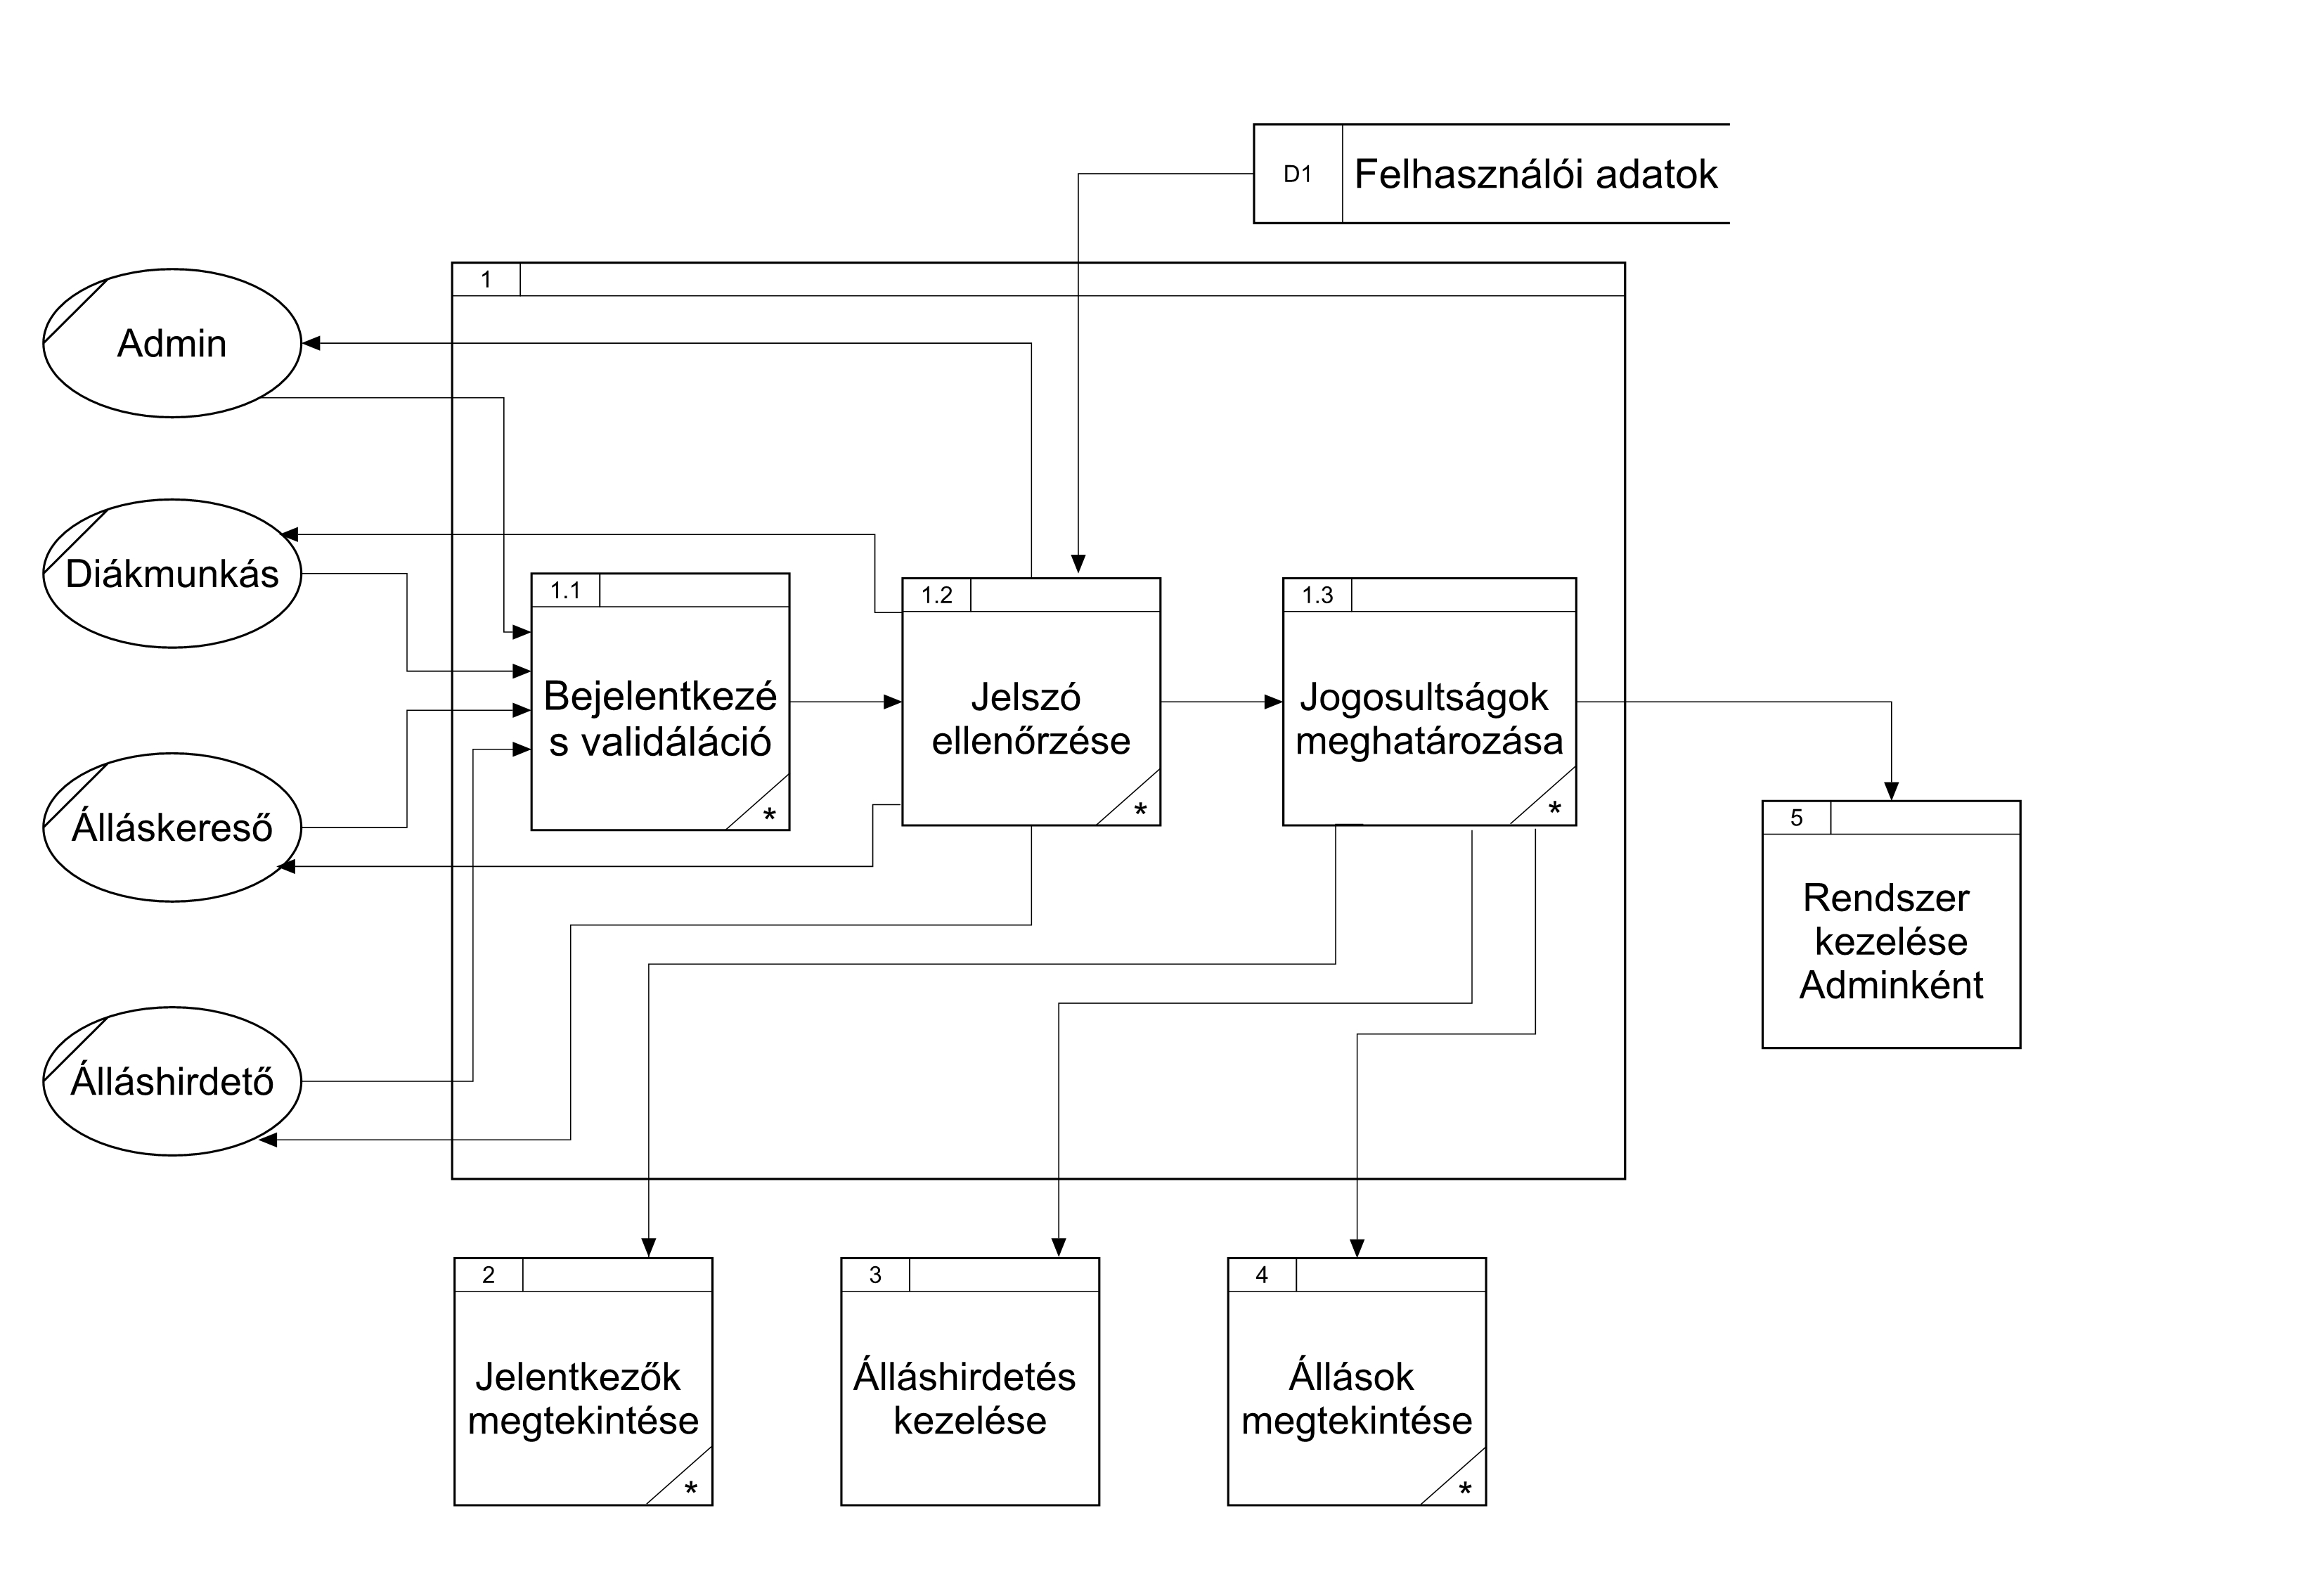 D1
Felhasználói adatok
1
Admin
Diákmunkás
Álláskereső
Álláshirdető
1.1
Bejelentkezé
s validáláció
*
1.2
Jelszó
ellenőrzése
*
1.3
Jogosultságok
meghatározása
*
5
Rendszer
kezelése
Adminként
2
Jelentkezők
megtekintése
*
3
Álláshirdetés
kezelése
4
Állások
megtekintése
*